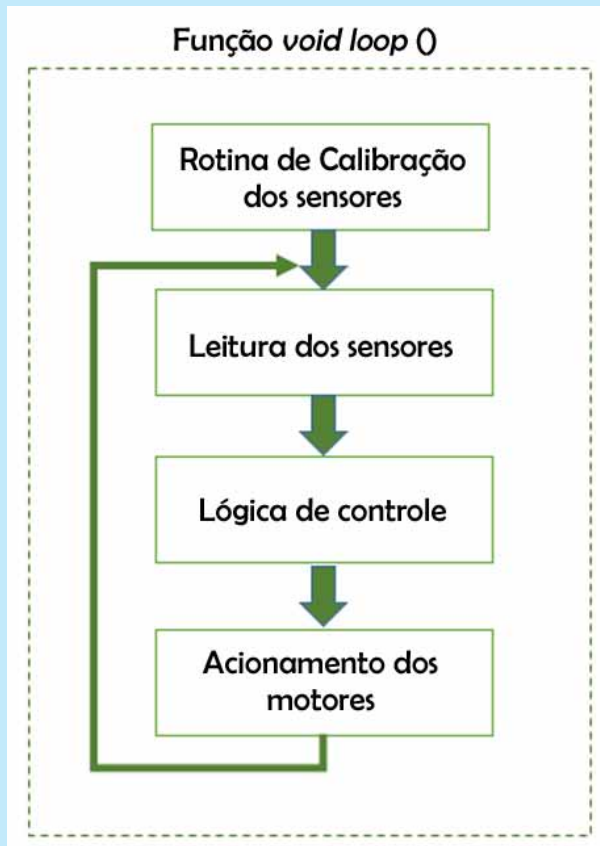 Função void loop ()
Rotina de Calibração
dos sensores
Leitura dos sensores
Lógica de controle
Acionamento dos
motores